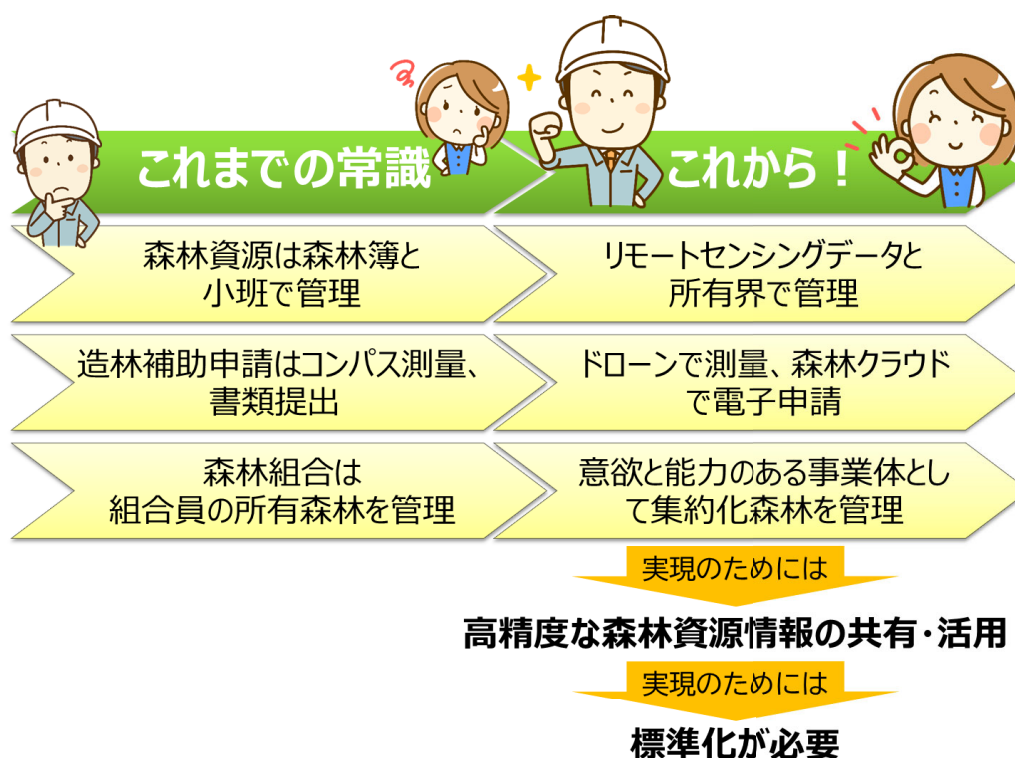 これまでの常識
これから！
森林資源は森林簿と
小班で管理
リモートセンシングデータと
所有界で管理
造林補助申請はコンパス測量、
書類提出
ドローンで測量、森林クラウド
で電子申請
森林組合は
組合員の所有森林を管理
意欲と能力のある事業体とし
て集約化森林を管理
実現のためには
高精度な森林資源情報の共有・活用
実現のためには
標準化が必要